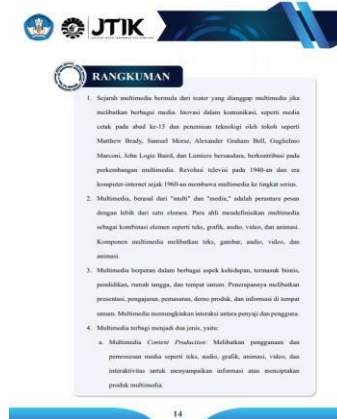 JTIK
RANGKUMAN
1. Sejarah multimedia bermula dari teater yang dianggap multimedia jika
melibatkan berbagai media. Inovasi dalam komunikasi, seperti media
cetak pada abad ke-15 dan penemuan teknologi oleh tokoh seperti
Matthew Brady, Samuel Morse, Alexander Graham Bell, Guglielmo
Marconi, John Logie Baird, dan Lumiere bersaudara, berkontribusi pada
perkembangan multimedia. Revolusi televisi pada 1940-an dan era
komputer-internet sejak 1960-an membawa multimedia ke tingkat serius.
2. Multimedia, berasal dari "multi" dan "media," adalah perantara pesan
dengan lebih dari satu elemen. Para ahli mendefinisikan multimedia
sebagai kombinasi elemen seperti teks, grafik, audio, video, dan animasi.
Komponen multimedia melibatkan teks, gambar, audio, video, dan
animasi.
3. Multimedia berperan dalam berbagai aspek kehidupan, termasuk bisnis,
pendidikan, rumah tangga, dan tempat umum. Penerapannya melibatkan
presentasi, pengajaran, pemasaran, demo produk, dan informasi di tempat
umum. Multimedia memungkinkan interaksi antara penyaji dan pengguna.
4. Multimedia terbagi menjadi dua jenis, yaitu:
a. Multimedia Content Production: Melibatkan penggunaan dan
pemrosesan media seperti teks, audio, grafik, animasi, video, dan
interaktivitas untuk menyampaikan informasi atau menciptakan
produk multimedia.
14